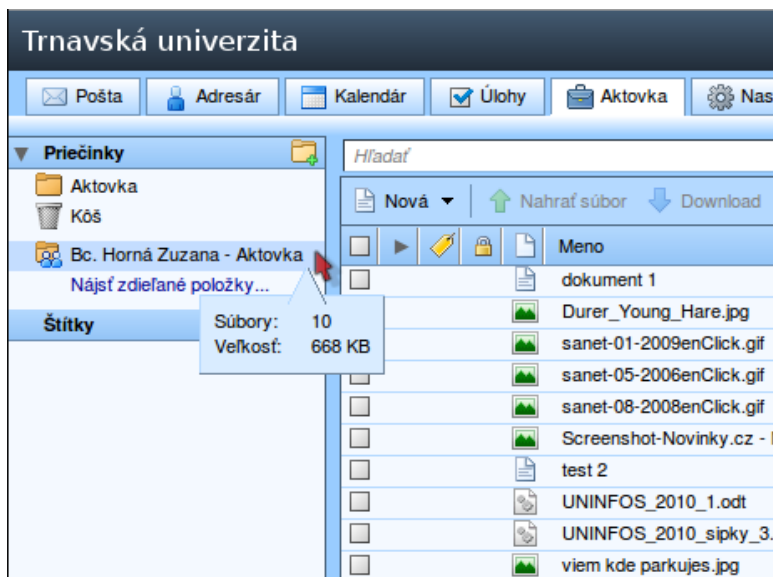 Trnavská univerzita
Pošta Adresár Kalendár Úlohy Aktovka Nas
Priečinky
Aktovka
Kôš
Bc. Horná Zuzana - Aktovka
Nájsť zdieľané položky...
Súbory: 10
Veľkosť: 668 KB
Štítky
Hľadať
Nová Nahrať súbor Download
Meno
dokument 1
Durer_Young_Hare.jpg
sanet-01-2009enClick.gif
sanet-05-2006enClick.gif
sanet-08-2008enClick.gif
Screenshot-Novinky.cz -
test 2
UNINFOS_2010_1.odt
UNINFOS_2010_sipky_3.
viem kde parkujes.jpg